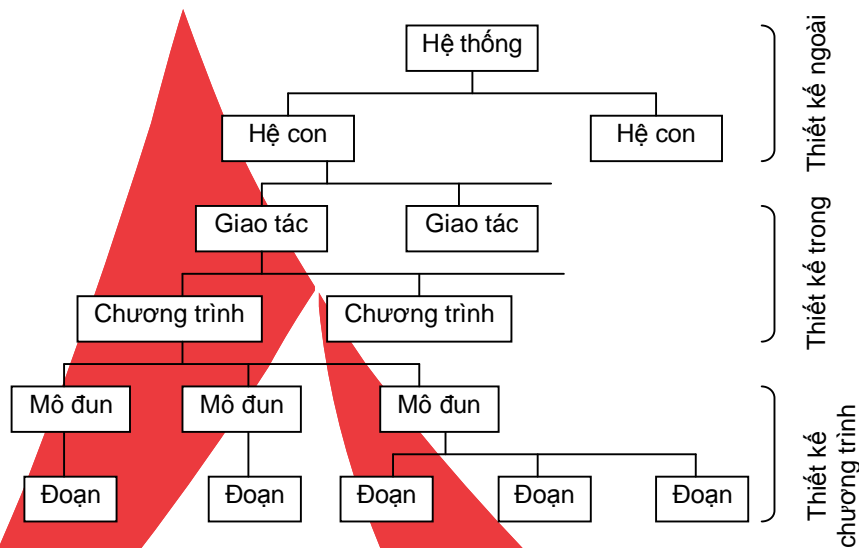 Hệ thống
Hệ con
Hệ con
Thiết kế ngoài
Giao tác
Giao tác
Chương trình
Chương trình
Thiết kế trong
Mô đun
Mô đun
Mô đun
Đoạn
Đoạn
Đoạn
Đoạn
Đoạn
Thiết kế
chương trình